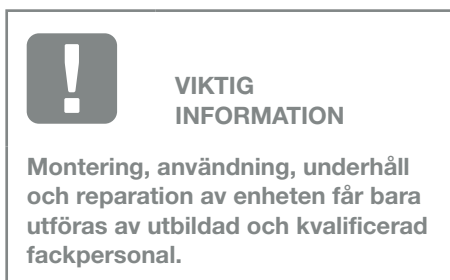 !
VIKTIG
INFORMATION
Montering, användning, underhåll
och reparation av enheten får bara
utföras av utbildad och kvalificerad
fackpersonal.